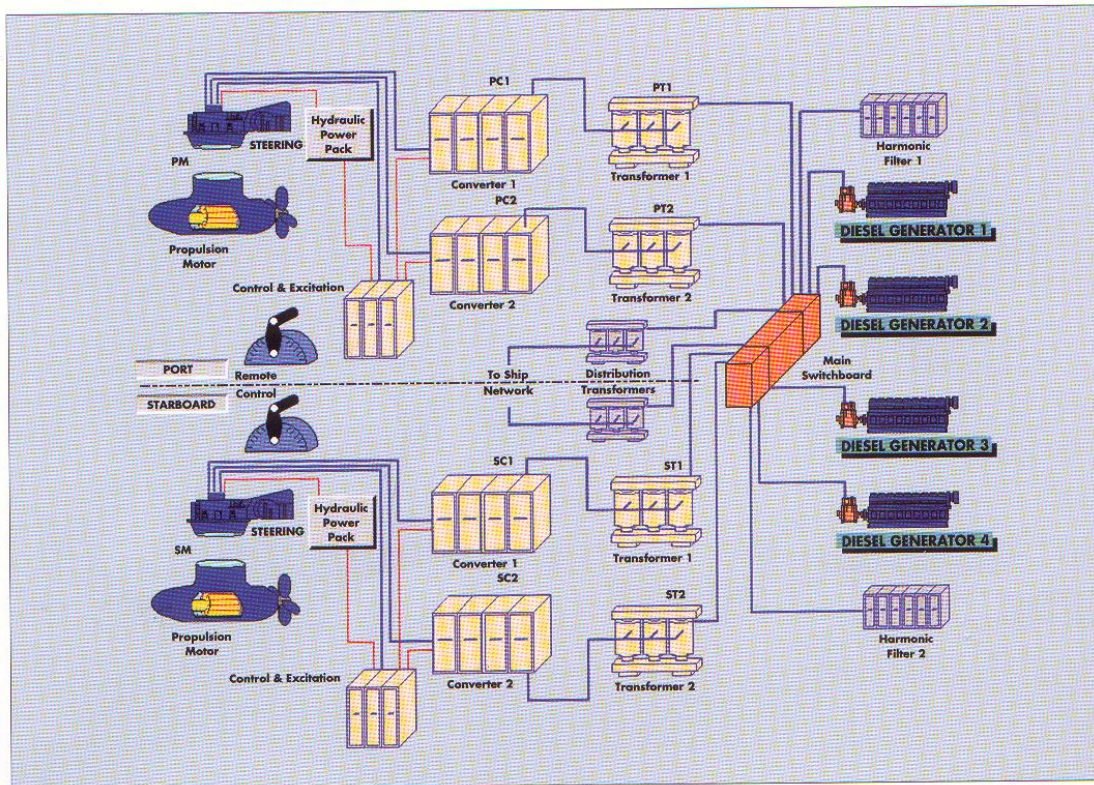 PC1
PT1
Hydraulic
Power
Pack
STEERING
PM
Converter 1
Transformer 1
Harmonic
Filter 1
PC2
PT2
DIESEL GENERATOR 1
Propulsion
Motor
Control & Excitation
Converter 2
Transformer 2
DIESEL GENERATOR 2
PORT
Remote
Control
STARBOARD
To Ship
Network
Distribution
Transformers
Main
Switchboard
DIESEL GENERATOR 3
SC1
ST1
Hydraulic
Power
Pack
STEERING
SM
Converter 1
Transformer 1
DIESEL GENERATOR 4
SC2
ST2
Propulsion
Motor
Harmonic
Filter 2
Control & Excitation
Converter 2
Transformer 2